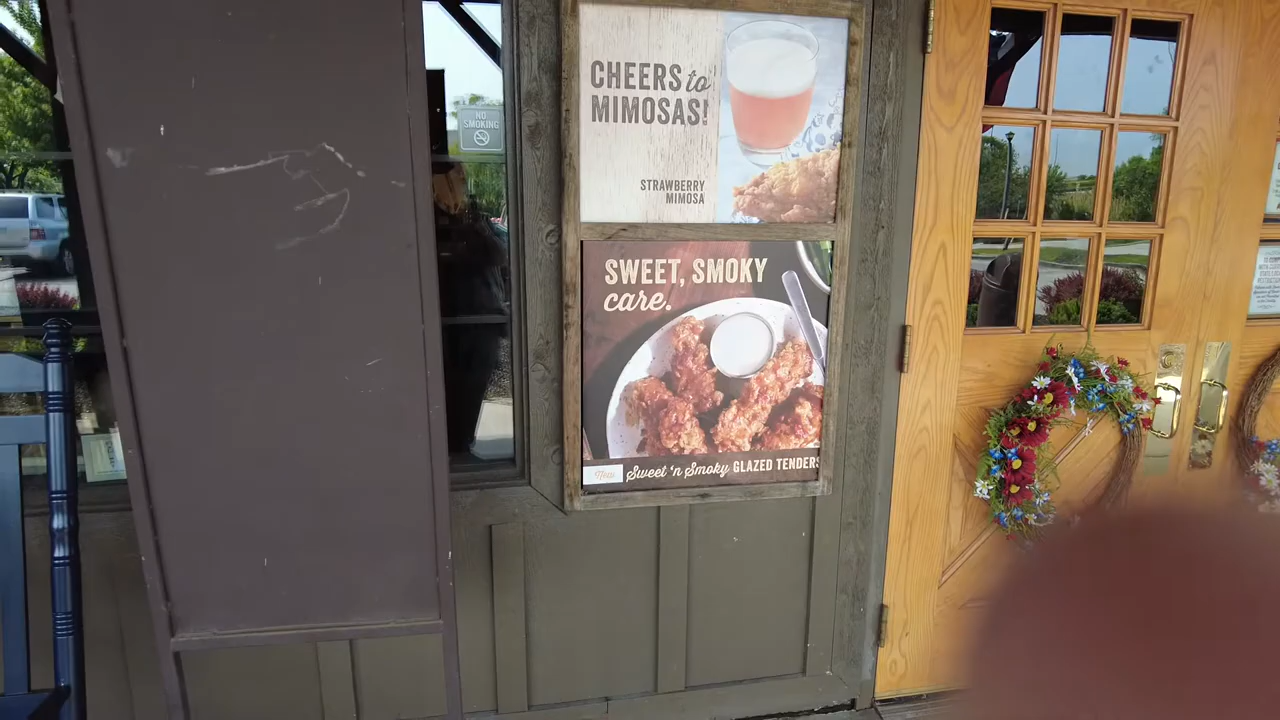 NO
SMOKING
CHEERS to
MIMOSAS!
STRAWBERRY
MIMOSA
SWEET, SMOKY
care.
New Sweet 'n Smoky GLAZED TENDERS